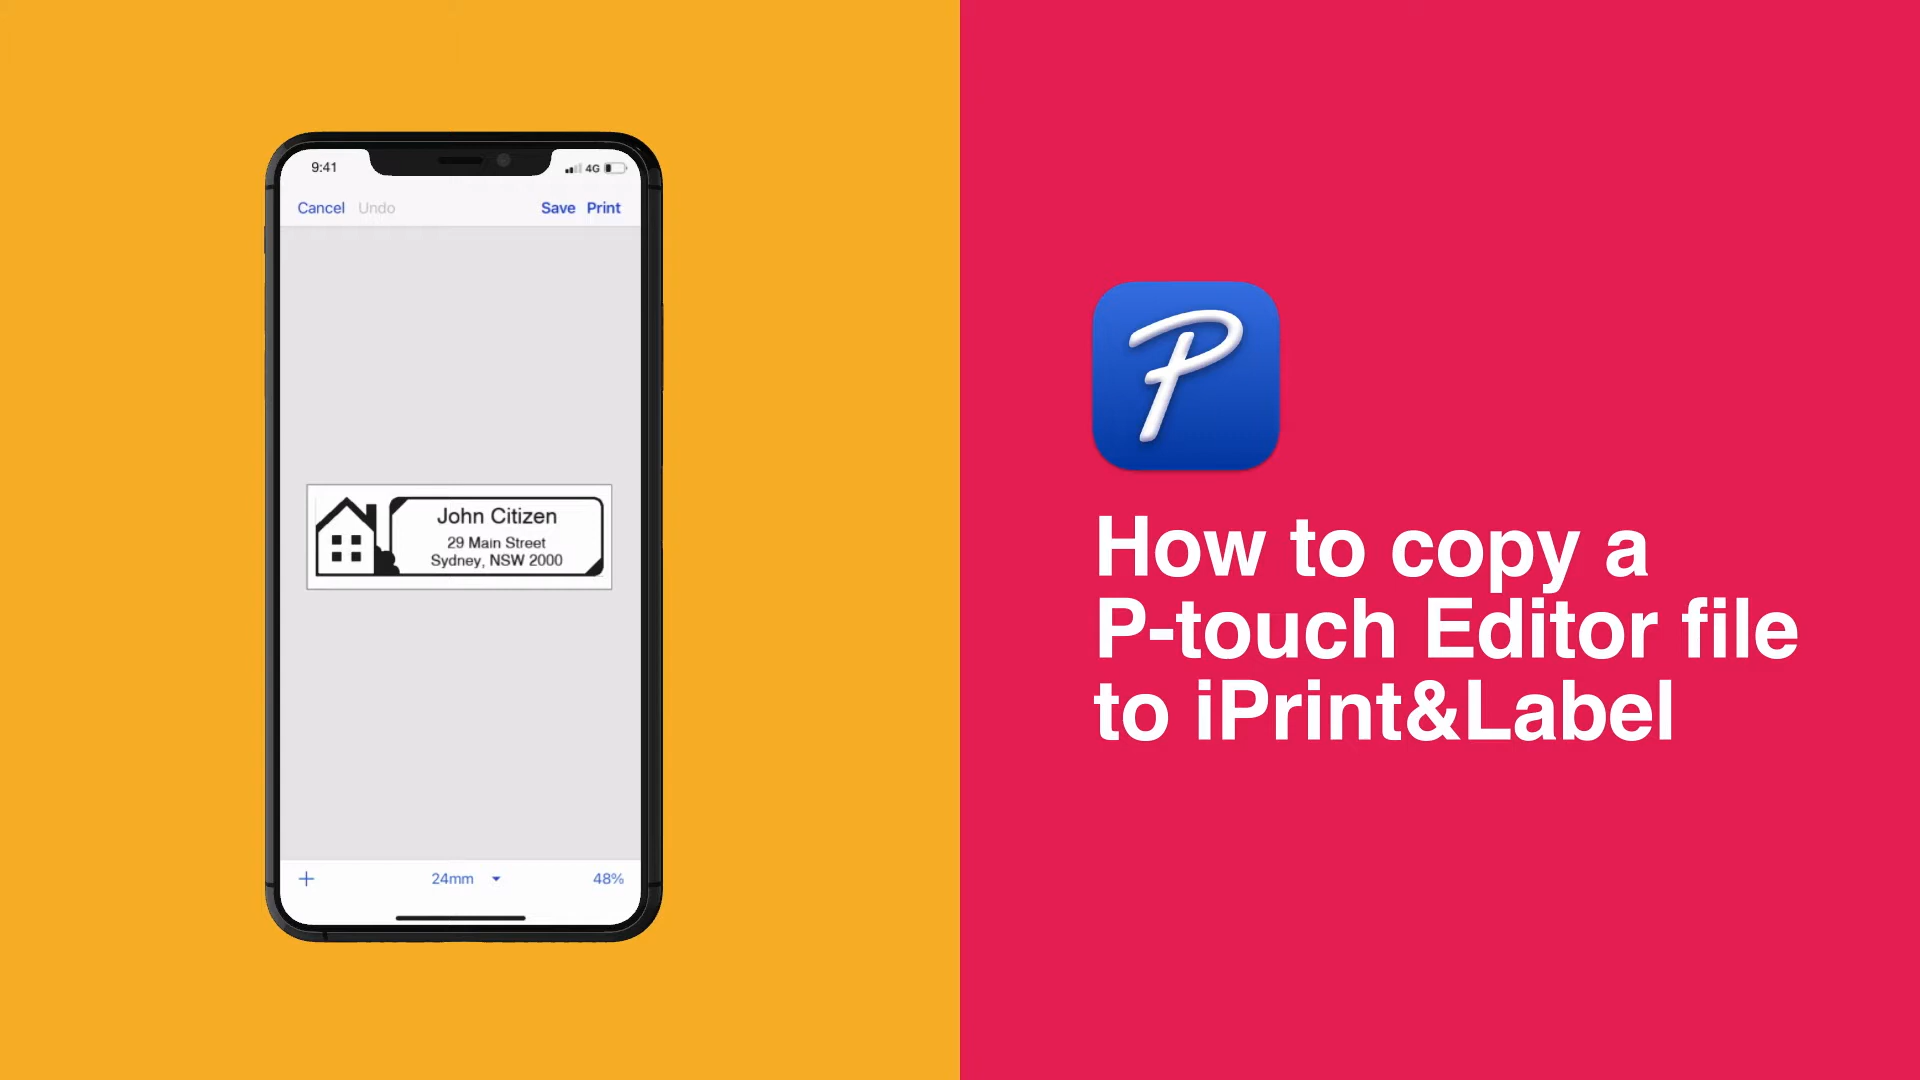 9:41
4G
Cancel Undo Save Print
John Citizen
29 Main Street
Sydney, NSW 2000
+ 24mm 48%
P
How to copy a
P-touch Editor file
to iPrint&Label